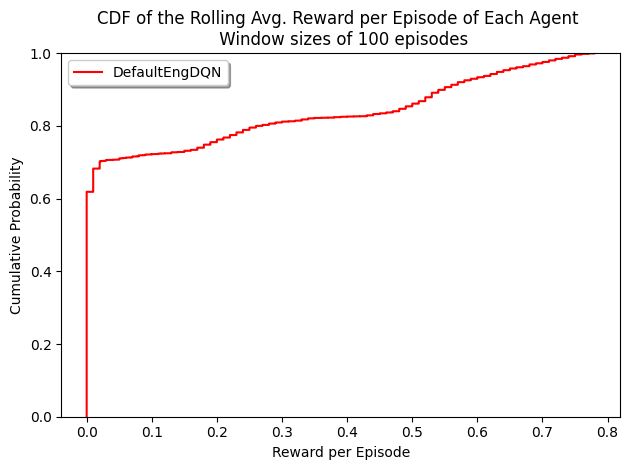 CDF of the Rolling Avg. Reward per Episode of Each Agent
Window sizes of 100 episodes
DefaultEngDQN
Cumulative Probability
1.0
0.8
0.6
0.4
0.2
0.0
0.0 0.1 0.2 0.3 0.4 0.5 0.6 0.7 0.8
Reward per Episode